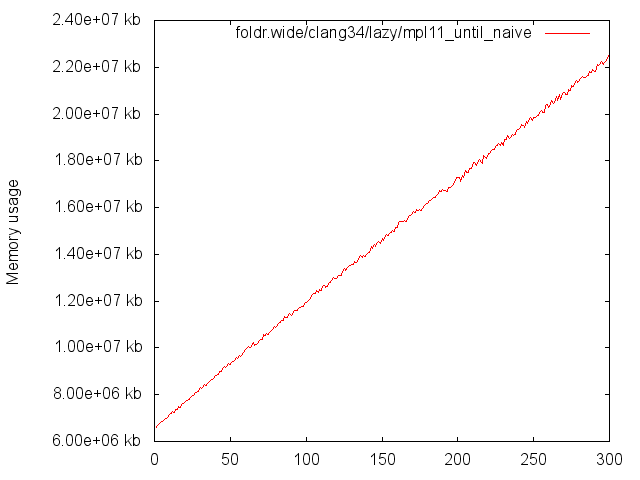 2.40e+07 kb
foldr.wide/clang34/lazy/mpl11_until_naive
2.20e+07 kb
2.00e+07 kb
1.80e+07 kb
1.60e+07 kb
Memory usage
1.40e+07 kb
1.20e+07 kb
1.00e+07 kb
8.00e+06 kb
6.00e+06 kb
0 50 100 150 200 250 300